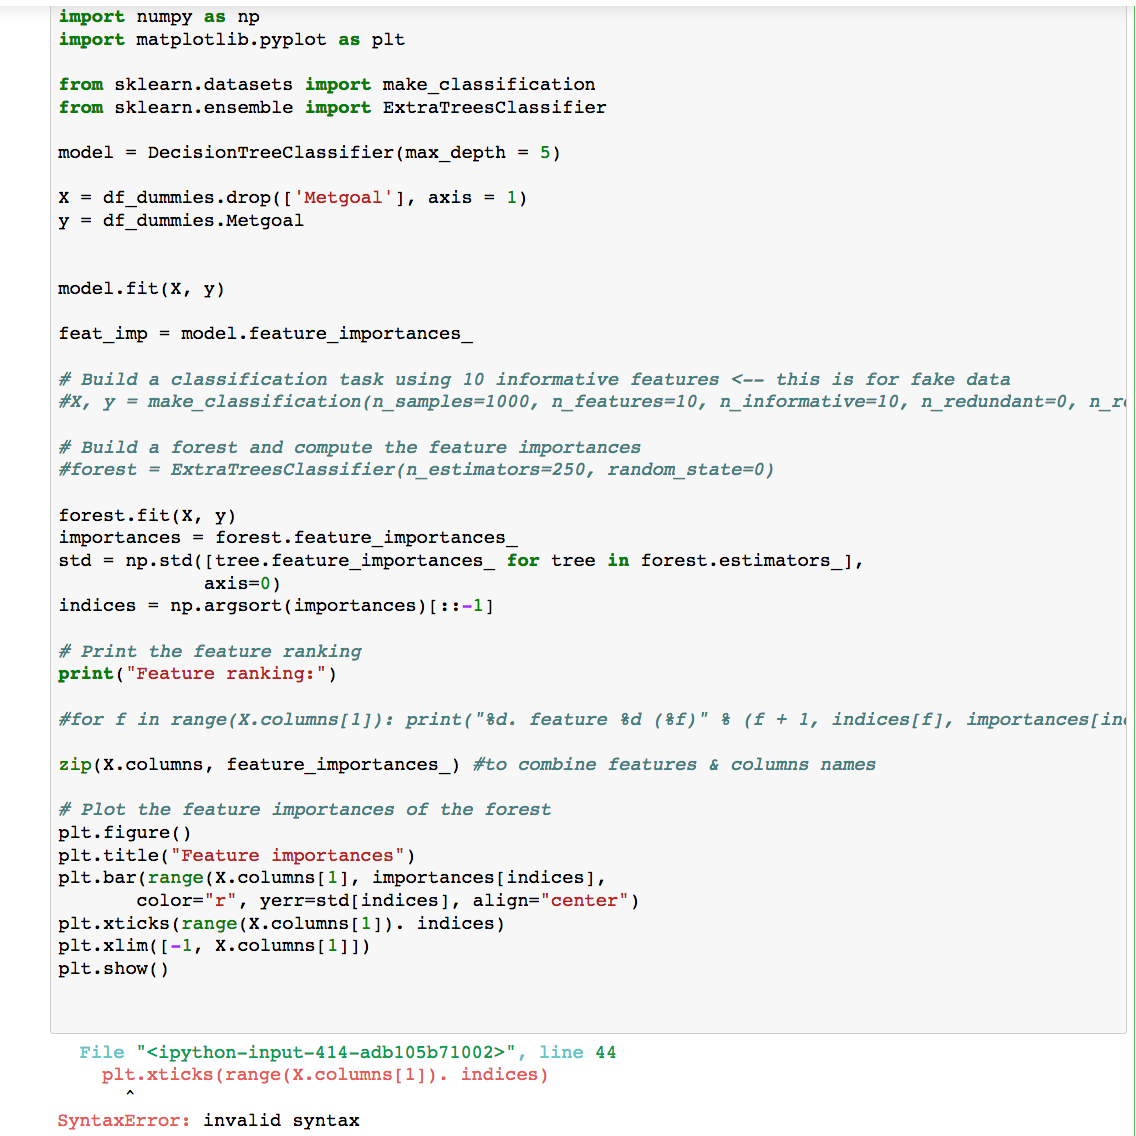 import numpy as np
import matplotlib.pyplot as plt
from sklearn.datasets import make_classification
from sklearn.ensemble import ExtraTreesClassifier
model = DecisionTreeClassifier(max_depth = 5)
X = df_dummies.drop(['Metgoal'], axis = 1)
y = df_dummies.Metgoal
model.fit(X, y)
feat_imp = model.feature_importances_
# Build a classification task using 10 informative features <-- this is for fake data
#X, y = make_classification(n_samples=1000, n_features=10, n_informative=10, n_redundant=0,
# Build a forest and compute the feature importances
#forest = ExtraTreesClassifier(n_estimators=250, random_state=0)
forest.fit(X, y)
importances = forest.feature_importances_
std = np.std([tree.feature_importances_ for tree in forest.estimators_],
axis=0)
indices = np.argsort(importances)[::-1]
# Print the feature ranking
print("Feature ranking:")
#for f in range(X.columns[1]): print("%d. feature %d (%f)" % (f + 1, indices[f],
zip(X.columns, feature_importances_) #to combine features & columns names
# Plot the feature importances of the forest
plt.figure()
plt.title("Feature importances")
plt.bar(range(X.columns[1], importances[indices],
color="r", yerr=std[indices], align="center")
plt.xticks(range(X.columns[1]). indices)
plt.xlim([-1, X.columns[1]])
plt.show()
File "<ipython-input-414-adb105b71002>", line 44
plt.xticks(range(X.columns[1]). indices)
^
SyntaxError: invalid syntax